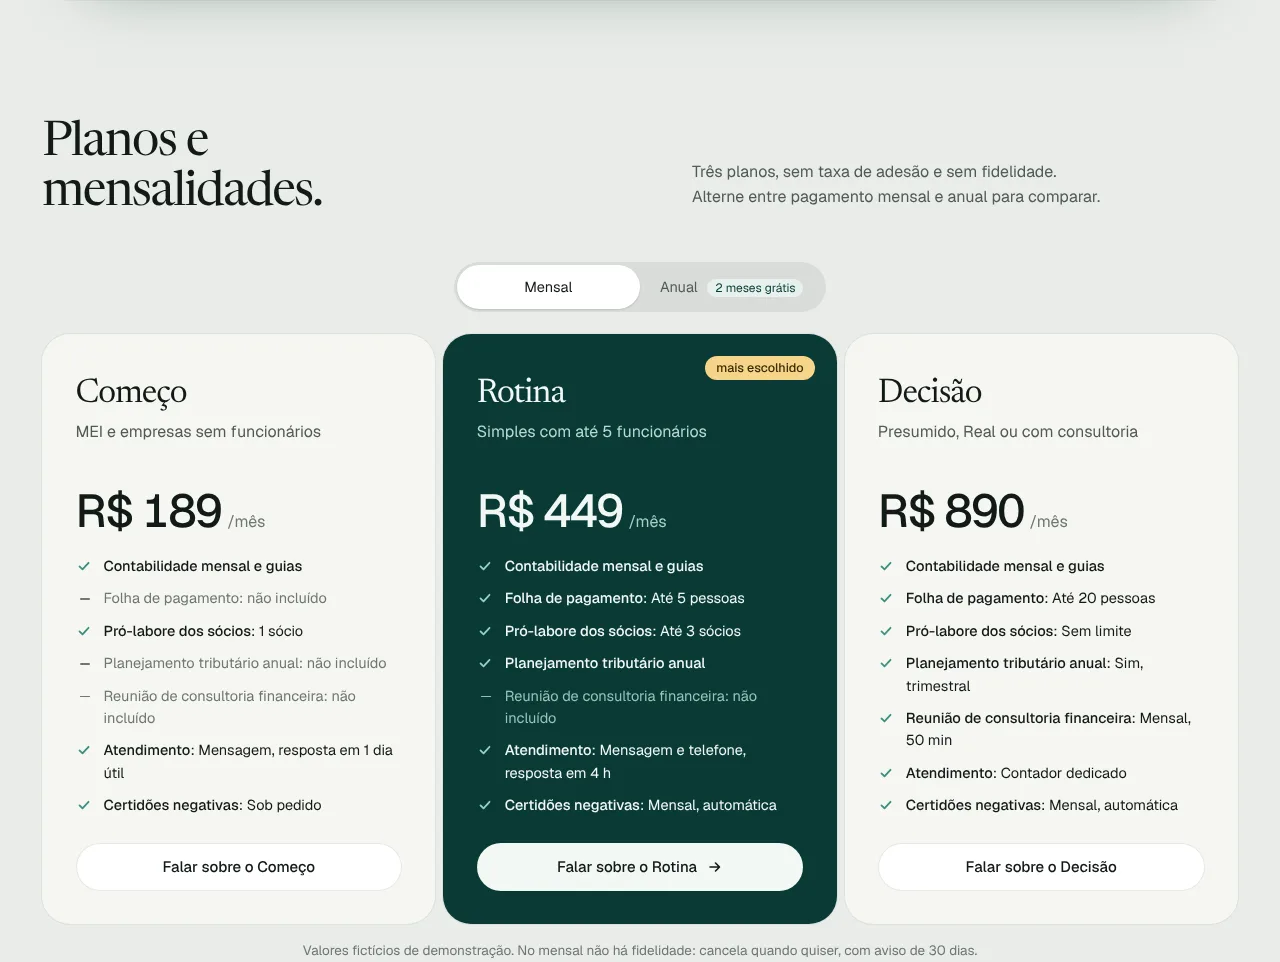 Planos e
mensalidades.
Três planos, sem taxa de adesão e sem fidelidade.
Alterne entre pagamento mensal e anual para comparar.
Mensal
Anual 2 meses grátis
Começo
MEI e empresas sem funcionários
R$ 189 /mês
Contabilidade mensal e guias
Folha de pagamento: não incluído
Pró-labore dos sócios: 1 sócio
Planejamento tributário anual: não incluído
Reunião de consultoria financeira: não
incluído
Atendimento: Mensagem, resposta em 1 dia
útil
Certidões negativas: Sob pedido
Falar sobre o Começo
mais escolhido
Rotina
Simples com até 5 funcionários
R$ 449 /mês
Contabilidade mensal e guias
Folha de pagamento: Até 5 pessoas
Pró-labore dos sócios: Até 3 sócios
Planejamento tributário anual
Reunião de consultoria financeira: não
incluído
Atendimento: Mensagem e telefone,
resposta em 4 h
Certidões negativas: Mensal, automática
Falar sobre o Rotina →
Decisão
Presumido, Real ou com consultoria
R$ 890 /mês
Contabilidade mensal e guias
Folha de pagamento: Até 20 pessoas
Pró-labore dos sócios: Sem limite
Planejamento tributário anual: Sim,
trimestral
Reunião de consultoria financeira: Mensal,
50 min
Atendimento: Contador dedicado
Certidões negativas: Mensal, automática
Falar sobre o Decisão
Valores fictícios de demonstração. No mensal não há fidelidade: cancela quando quiser, com aviso de 30 dias.